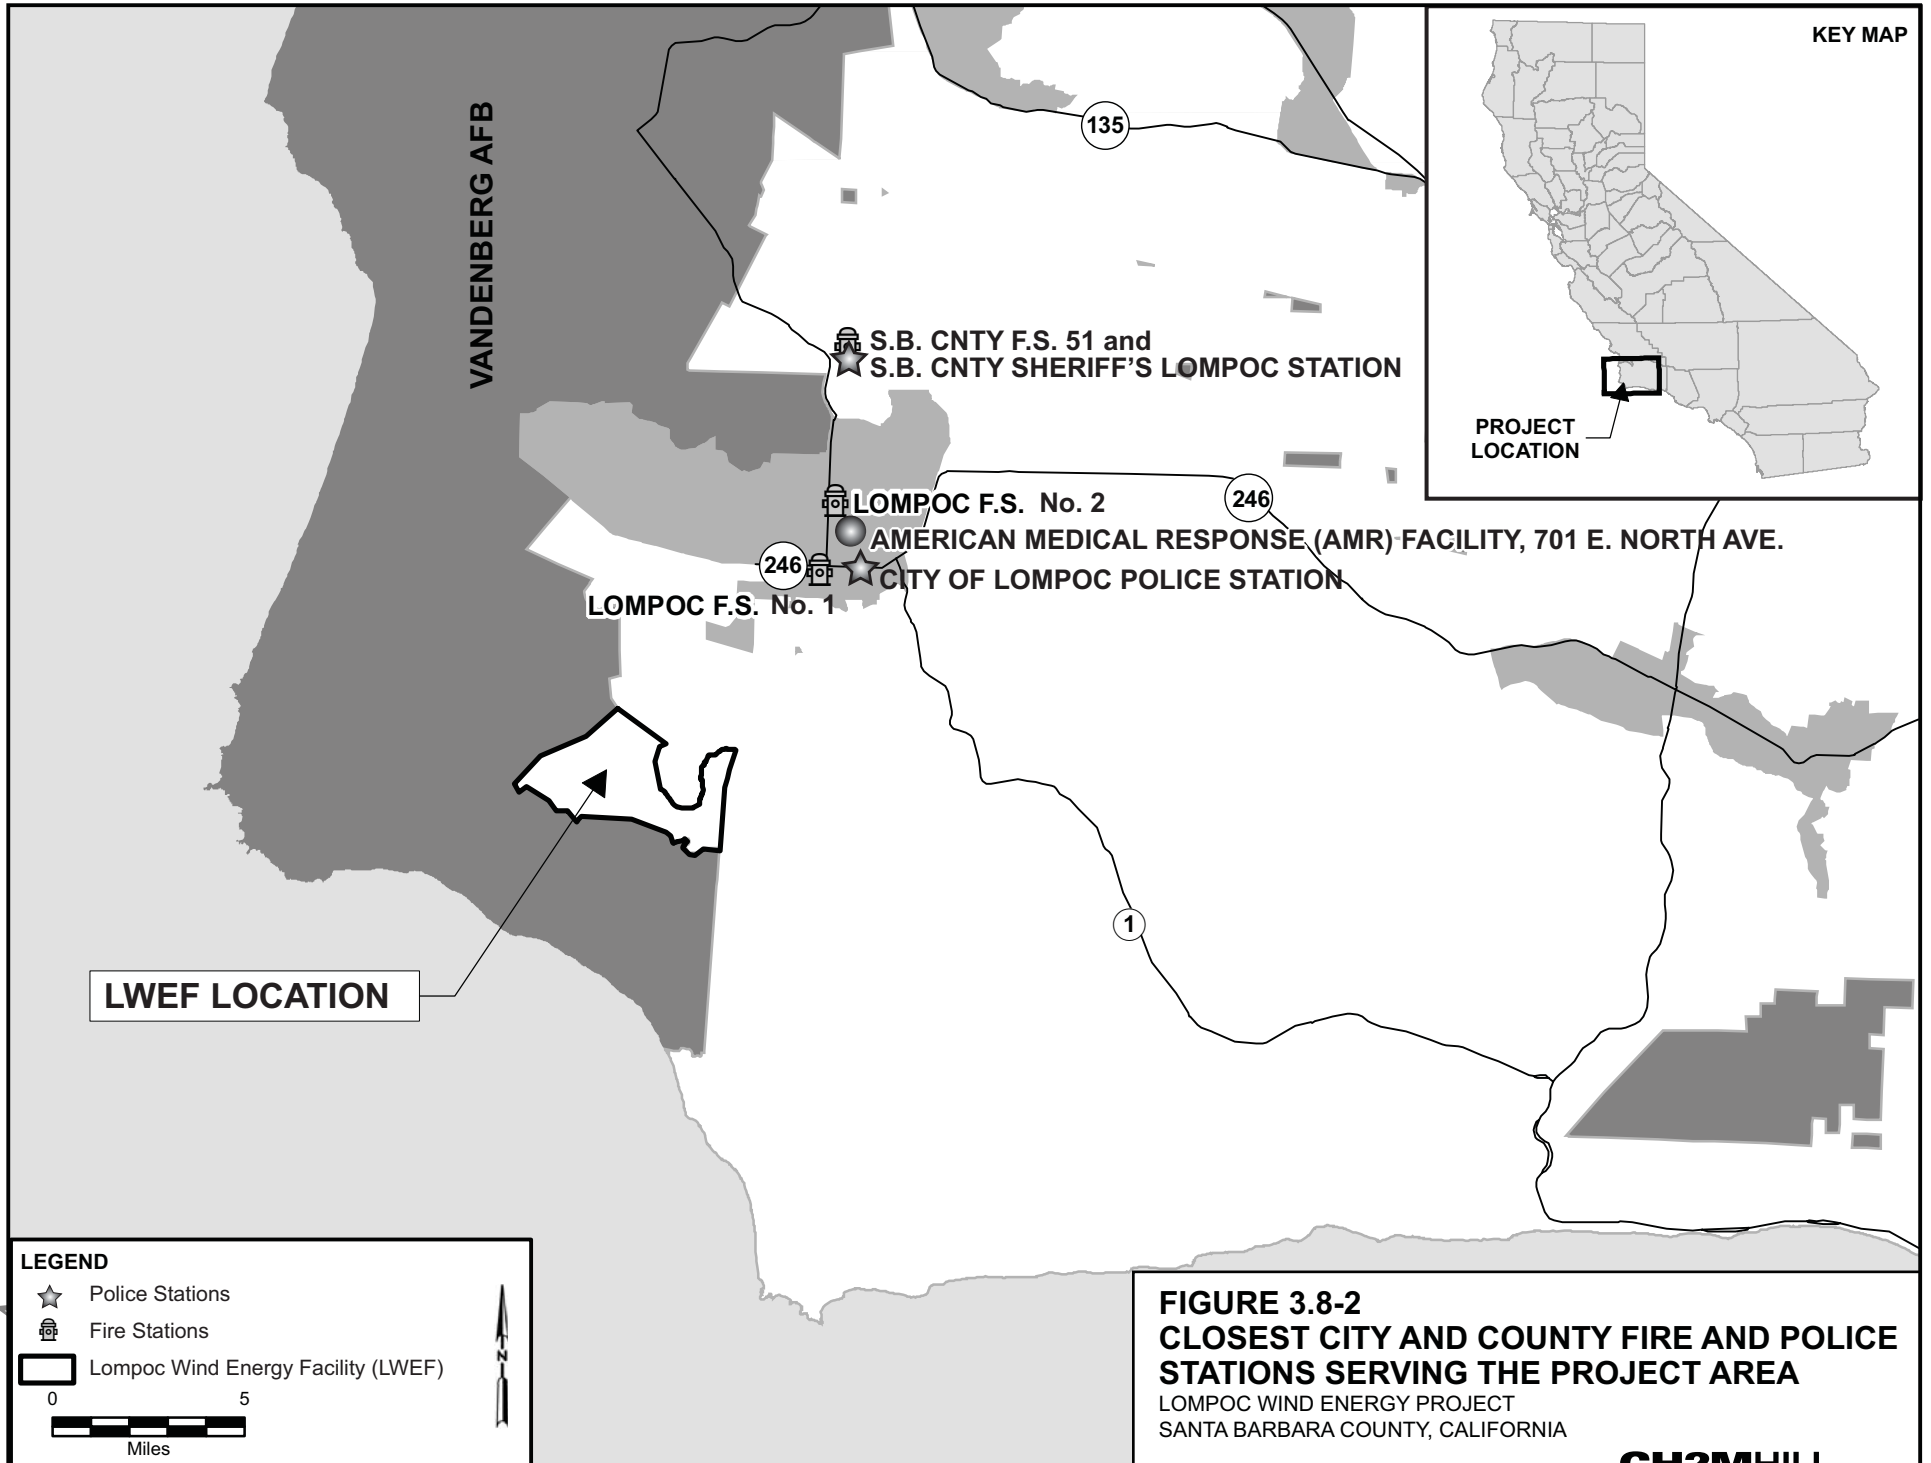 KEY MAP
PROJECT
LOCATION
VANDENBERG AFB
135
S.B. CNTY F.S. 51 and
S.B. CNTY SHERIFF'S LOMPOC STATION
LOMPOC F.S. No. 2
246
AMERICAN MEDICAL RESPONSE (AMR) FACILITY, 701 E. NORTH AVE.
246
CITY OF LOMPOC POLICE STATION
LOMPOC F.S. No. 1
1
LWEF LOCATION
LEGEND
Police Stations
Fire Stations
Lompoc Wind Energy Facility (LWEF)
0 5
Miles
N
FIGURE 3.8-2
CLOSEST CITY AND COUNTY FIRE AND POLICE
STATIONS SERVING THE PROJECT AREA
LOMPOC WIND ENERGY PROJECT
SANTA BARBARA COUNTY, CALIFORNIA
CH2MHILL